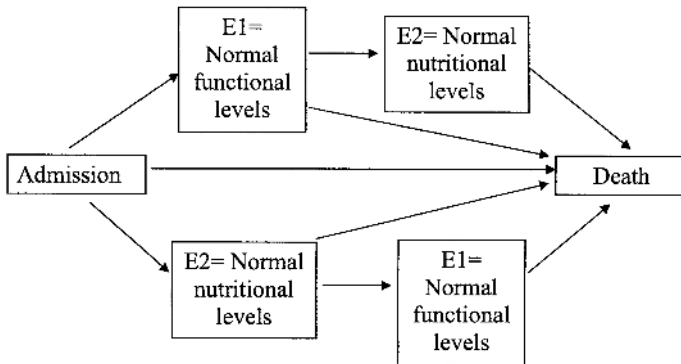 E1=
Normal
functional
levels
E2= Normal
nutritional
levels
Admission
Death
E2= Normal
nutritional
levels
E1=
Normal
functional
levels